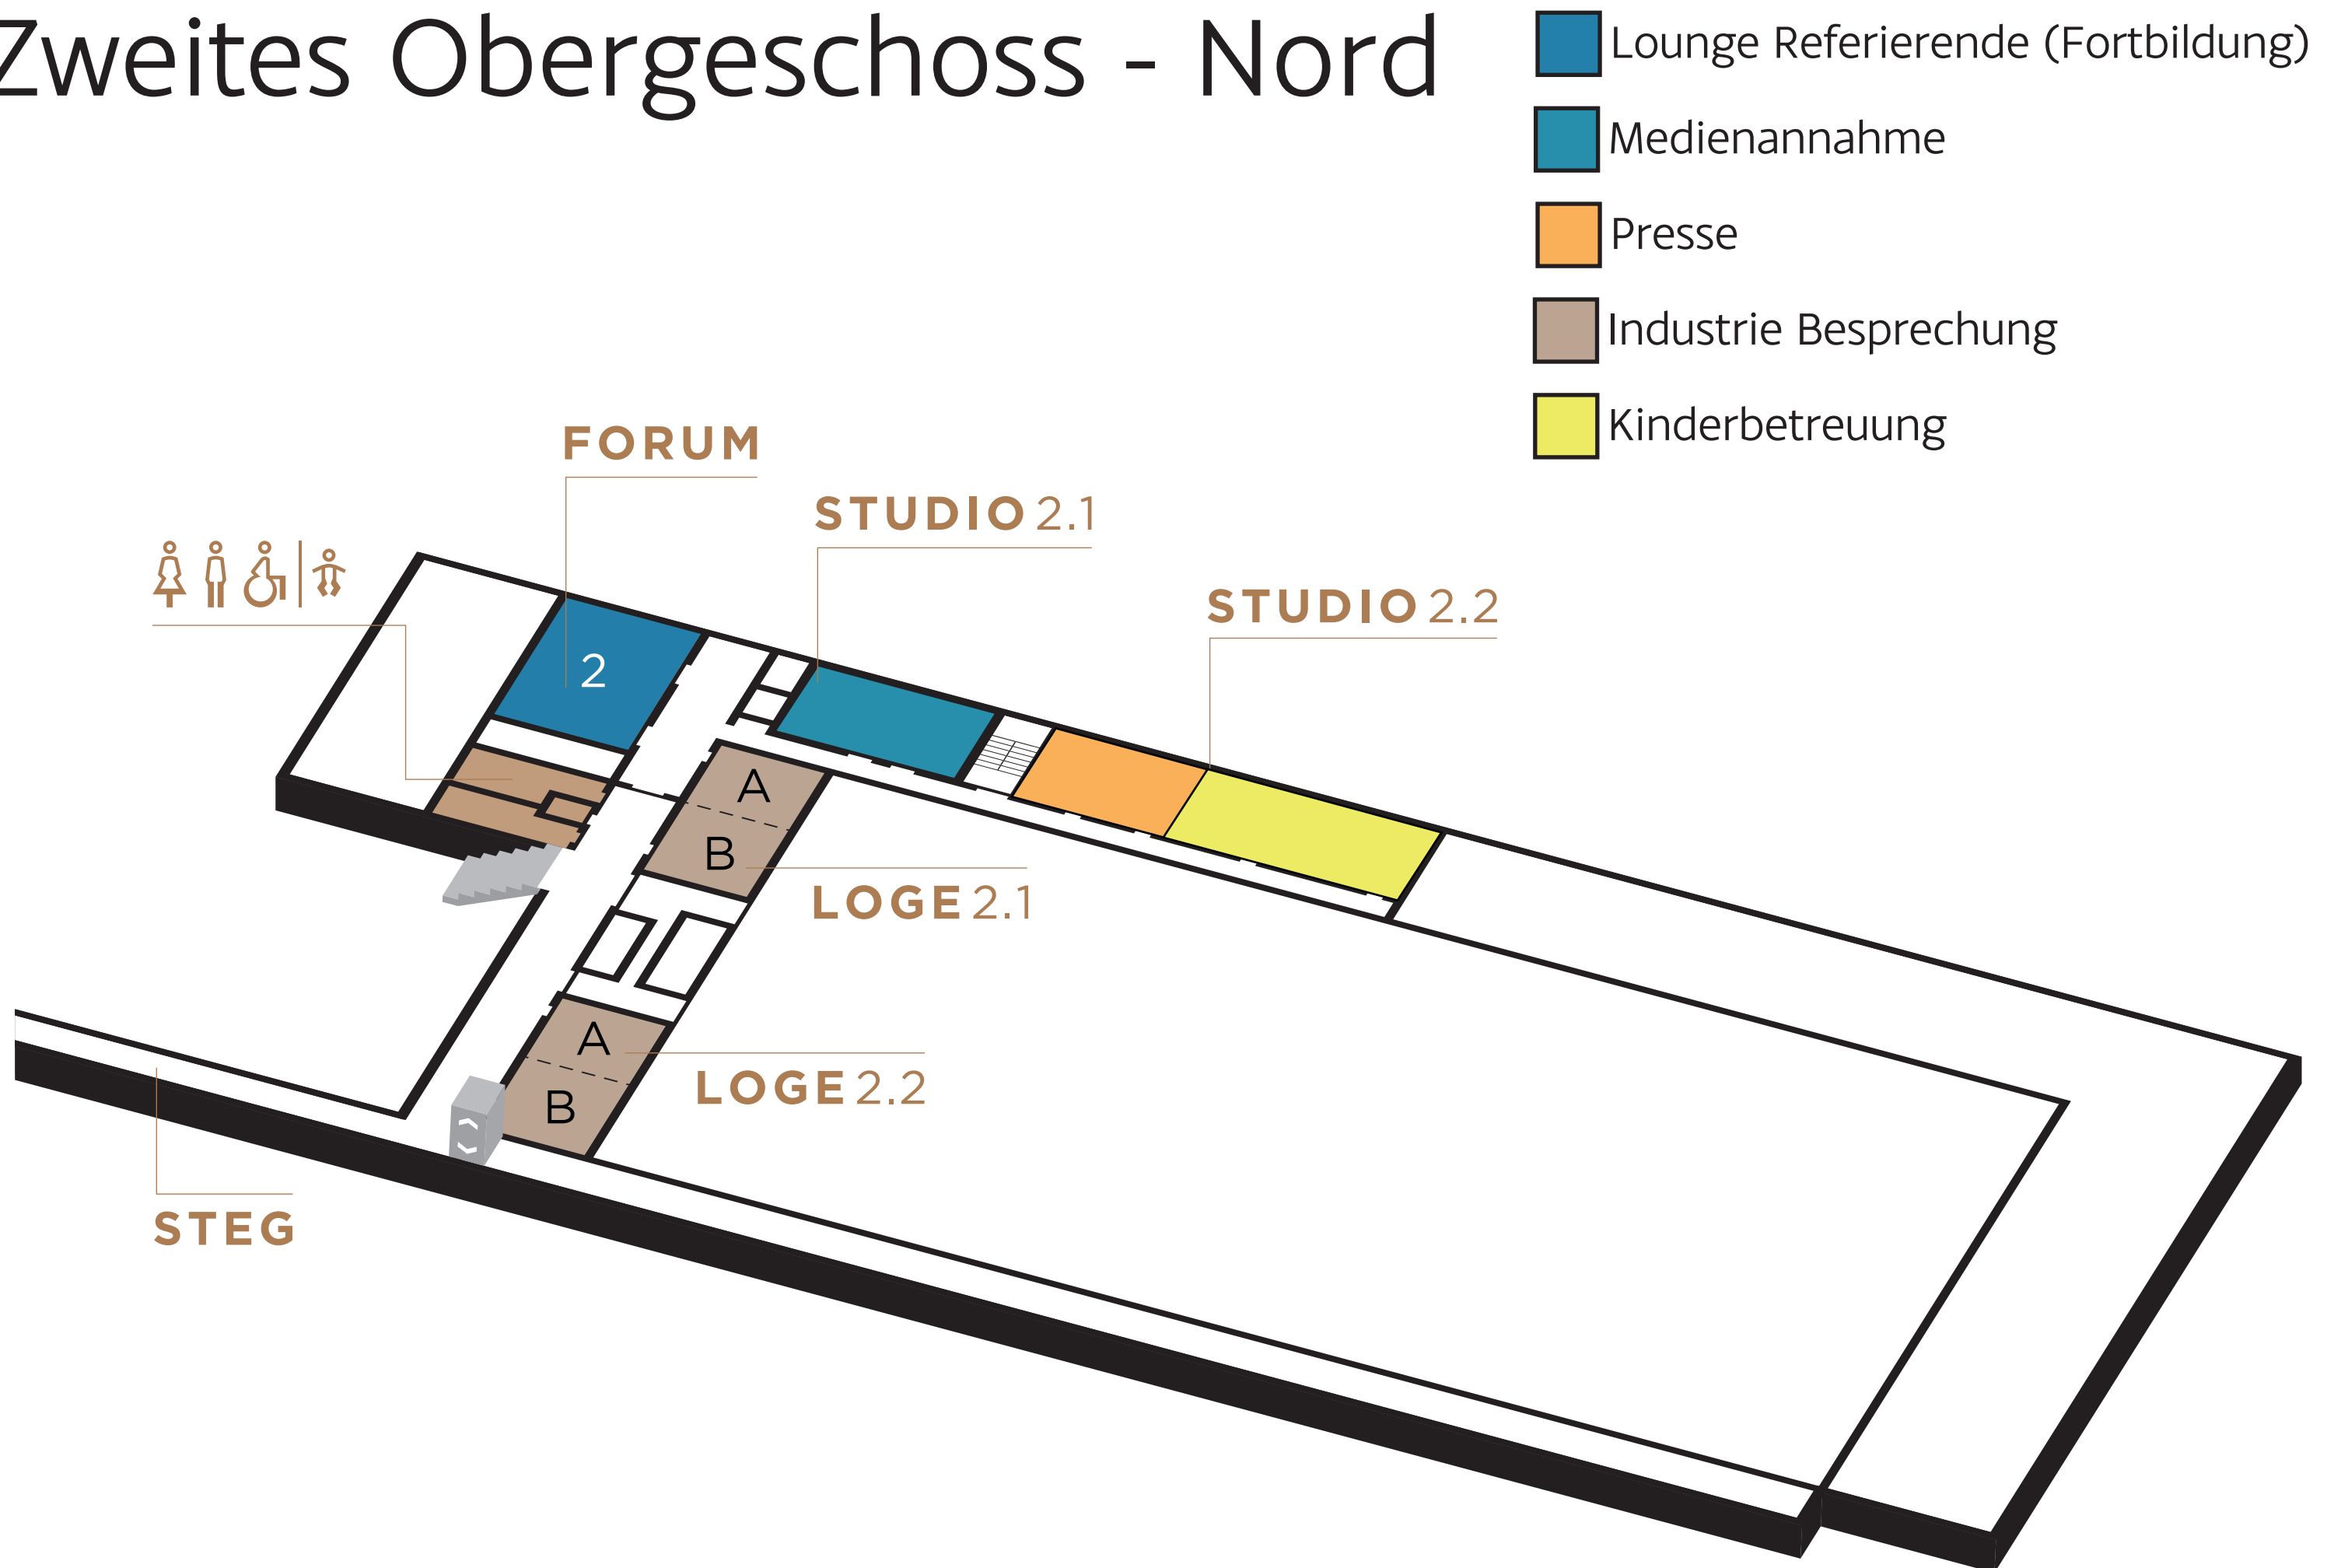 Zweites Obergeschoss - Nord
Lounge Referierende (Fortbildung)
Medienannahme
Presse
Industrie Besprechung
Kinderbetreuung
FORUM
STUDIO 2.1
STUDIO 2.2
2
A
B
LOGE 2.1
A
B
LOGE 2.2
STEG